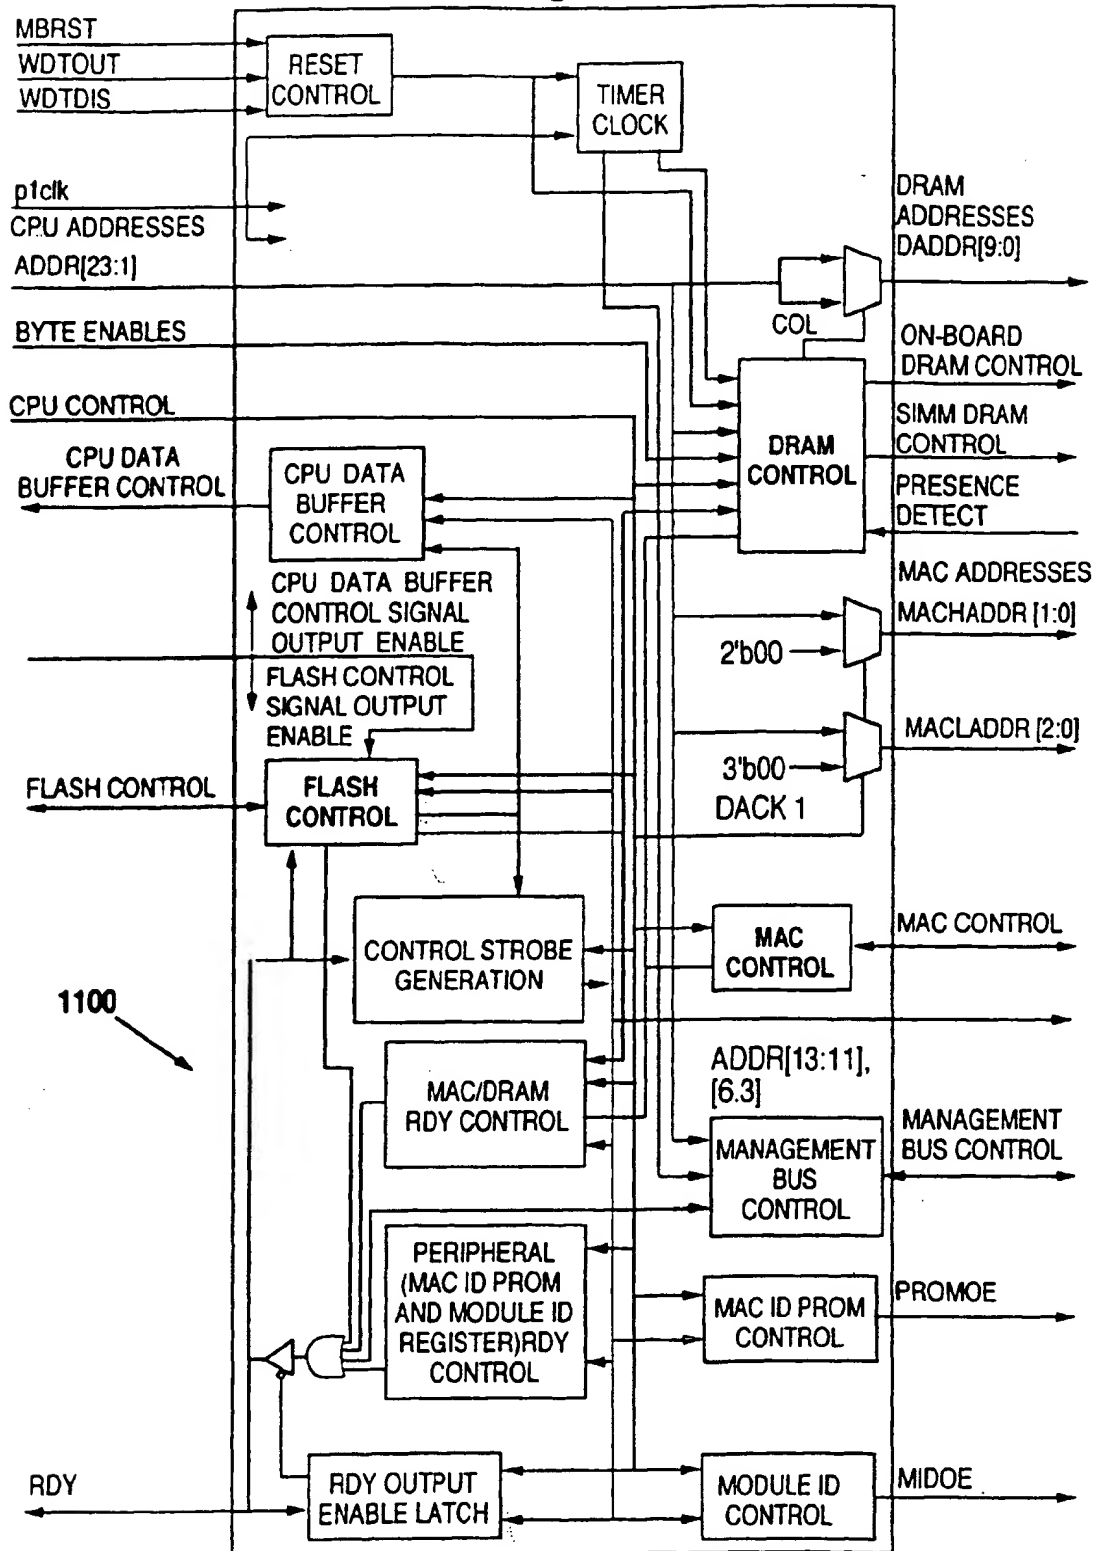 MBRST
WDTOUT
WDTDIS
RESET
CONTROL
TIMER
CLOCK
p1clk
CPU ADDRESSES
ADDR[23:1]
DRAM
ADDRESSES
DADDR[9:0]
COL
BYTE ENABLES
ON-BOARD
DRAM CONTROL
CPU CONTROL
SIMM DRAM
CONTROL
DRAM
CONTROL
CPU DATA
BUFFER CONTROL
CPU DATA
BUFFER
CONTROL
PRESENCE
DETECT
CPU DATA BUFFER
CONTROL SIGNAL
OUTPUT ENABLE
FLASH CONTROL
SIGNAL OUTPUT
ENABLE
MAC ADDRESSES
MACHADDR [1:0]
2'b00
MACLADDR [2:0]
3'b00
DACK 1
FLASH CONTROL
FLASH
CONTROL
CONTROL STROBE
GENERATION
MAC
CONTROL
MAC CONTROL
1100
MAC/DRAM
RDY CONTROL
ADDR[13:11],
[6.3]
MANAGEMENT
BUS
CONTROL
MANAGEMENT
BUS CONTROL
PERIPHERAL
(MAC ID PROM
AND MODULE ID
REGISTER)RDY
CONTROL
MAC ID PROM
CONTROL
PROMOE
RDY
RDY OUTPUT
ENABLE LATCH
MODULE ID
CONTROL
MIDOE